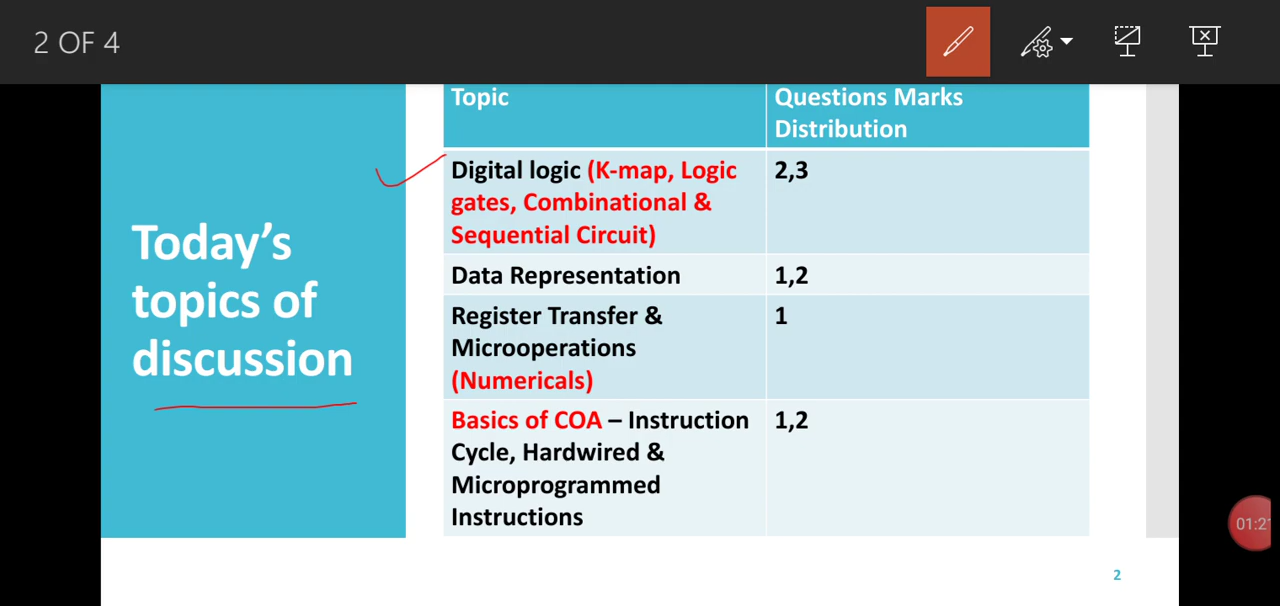 2 OF 4
Today's
topics of
discussion
Topic
Questions Marks
Distribution
Digital logic (K-map, Logic
gates, Combinational &
Sequential Circuit)
2,3
Data Representation
1,2
Register Transfer &
Microoperations
(Numericals)
1
Basics of COA – Instruction
Cycle, Hardwired &
Microprogrammed
Instructions
1,2
2